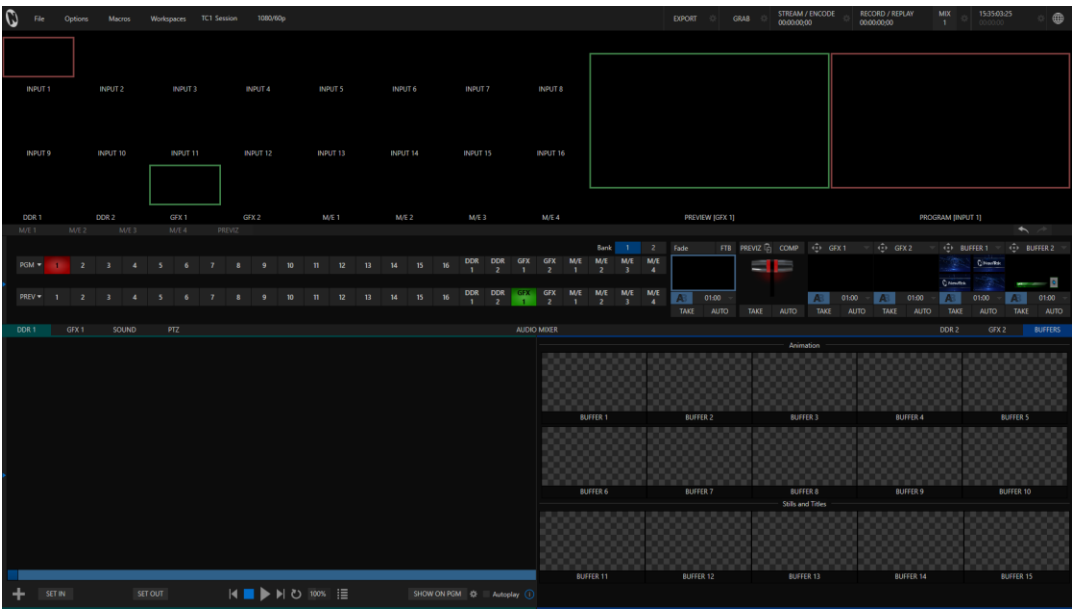 File Options Macros Workspaces TC1 Session 1080/60p EXPORT GRAB STREAM / ENCODE RECORD / REPLAY MIX 15:35:03:25
00:00:00;00 00:00:00;00 1 00:00:00
INPUT 1 INPUT 2 INPUT 3 INPUT 4 INPUT 5 INPUT 6 INPUT 7 INPUT 8
INPUT 9 INPUT 10 INPUT 11 INPUT 12 INPUT 13 INPUT 14 INPUT 15 INPUT 16
DDR 1 DDR 2 GFX 1 GFX 2 M/E 1 M/E 2 M/E 3 M/E 4 PREVIEW [GFX 1] PROGRAM [INPUT 1]
M/E 1 M/E 2 M/E 3 M/E 4 PREVIZ
Bank 1 2 Fade FTB PREVIZ COMP GFX 1 GFX 2 BUFFER 1 BUFFER 2
PGM 1 2 3 4 5 6 7 8 9 10 11 12 13 14 15 16 DDR 1 DDR 2 GFX 1 GFX 2 M/E 1 M/E 2 M/E 3 M/E 4
PREV 1 2 3 4 5 6 7 8 9 10 11 12 13 14 15 16 DDR 1 DDR 2 GFX 1 GFX 2 M/E 1 M/E 2 M/E 3 M/E 4
01:00 01:00 01:00 01:00 01:00
TAKE AUTO TAKE AUTO TAKE AUTO TAKE AUTO TAKE AUTO TAKE AUTO
DDR 1 GFX 1 SOUND PTZ AUDIO MIXER DDR 2 GFX 2 BUFFERS
Animation
BUFFER 1 BUFFER 2 BUFFER 3 BUFFER 4 BUFFER 5
BUFFER 6 BUFFER 7 BUFFER 8 BUFFER 9 BUFFER 10
Stills and Titles
BUFFER 11 BUFFER 12 BUFFER 13 BUFFER 14 BUFFER 15
SET IN SET OUT 100% SHOW ON PGM Autoplay